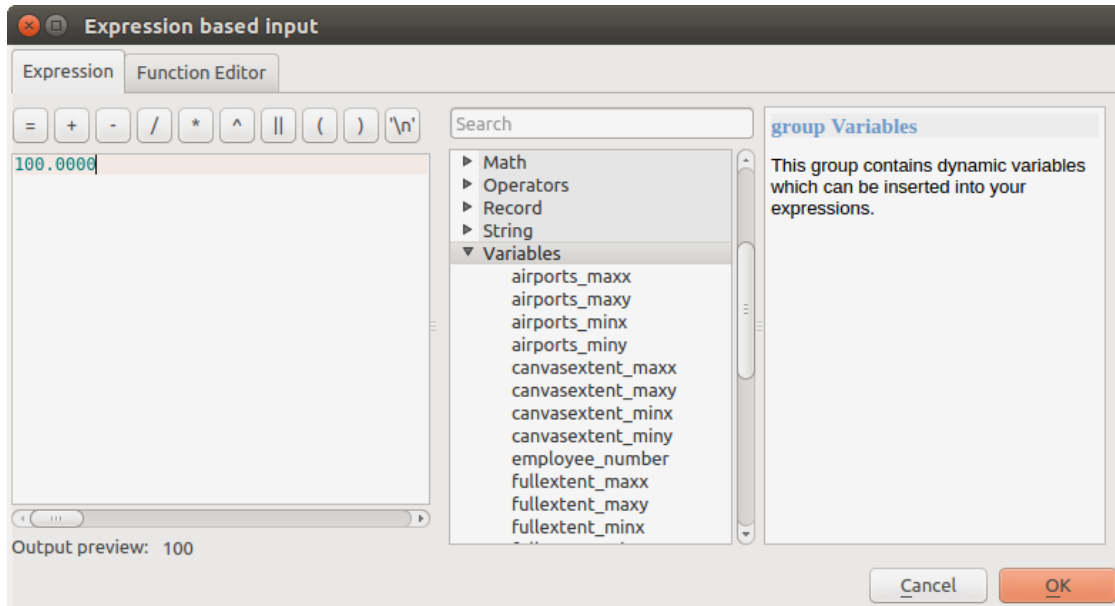 Expression based input
Expression Function Editor
= + - / * ^ || ( ) '\n'
100.0000
Output preview: 100
Search
Math
Operators
Record
String
Variables
airports_maxx
airports_maxy
airports_minx
airports_miny
canvasextent_maxx
canvasextent_maxy
canvasextent_minx
canvasextent_miny
employee_number
fullextent_maxx
fullextent_maxy
fullextent_minx
group Variables
This group contains dynamic variables
which can be inserted into your
expressions.
Cancel OK